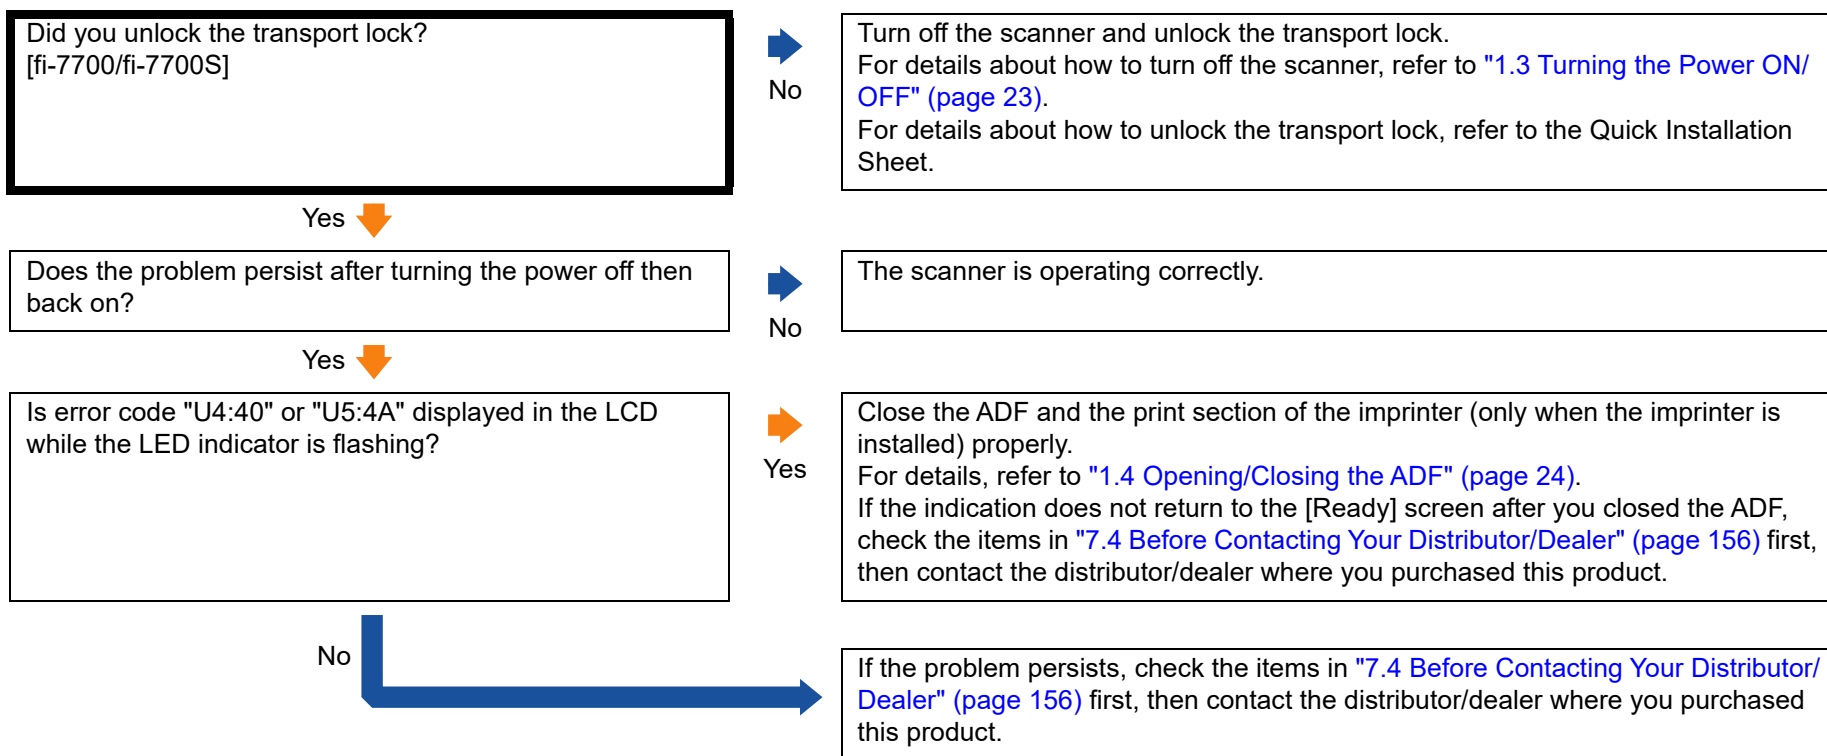 Did you unlock the transport lock?
[fi-7700/fi-7700S]
No
Turn off the scanner and unlock the transport lock.
For details about how to turn off the scanner, refer to "1.3 Turning the Power ON/
OFF" (page 23).
For details about how to unlock the transport lock, refer to the Quick Installation
Sheet.
Yes
Does the problem persist after turning the power off then
back on?
No
The scanner is operating correctly.
Yes
Is error code "U4:40" or "U5:4A" displayed in the LCD
while the LED indicator is flashing?
Yes
Close the ADF and the print section of the imprinter (only when the imprinter is
installed) properly.
For details, refer to "1.4 Opening/Closing the ADF" (page 24).
If the indication does not return to the [Ready] screen after you closed the ADF,
check the items in "7.4 Before Contacting Your Distributor/Dealer" (page 156) first,
then contact the distributor/dealer where you purchased this product.
No
If the problem persists, check the items in "7.4 Before Contacting Your Distributor/
Dealer" (page 156) first, then contact the distributor/dealer where you purchased
this product.